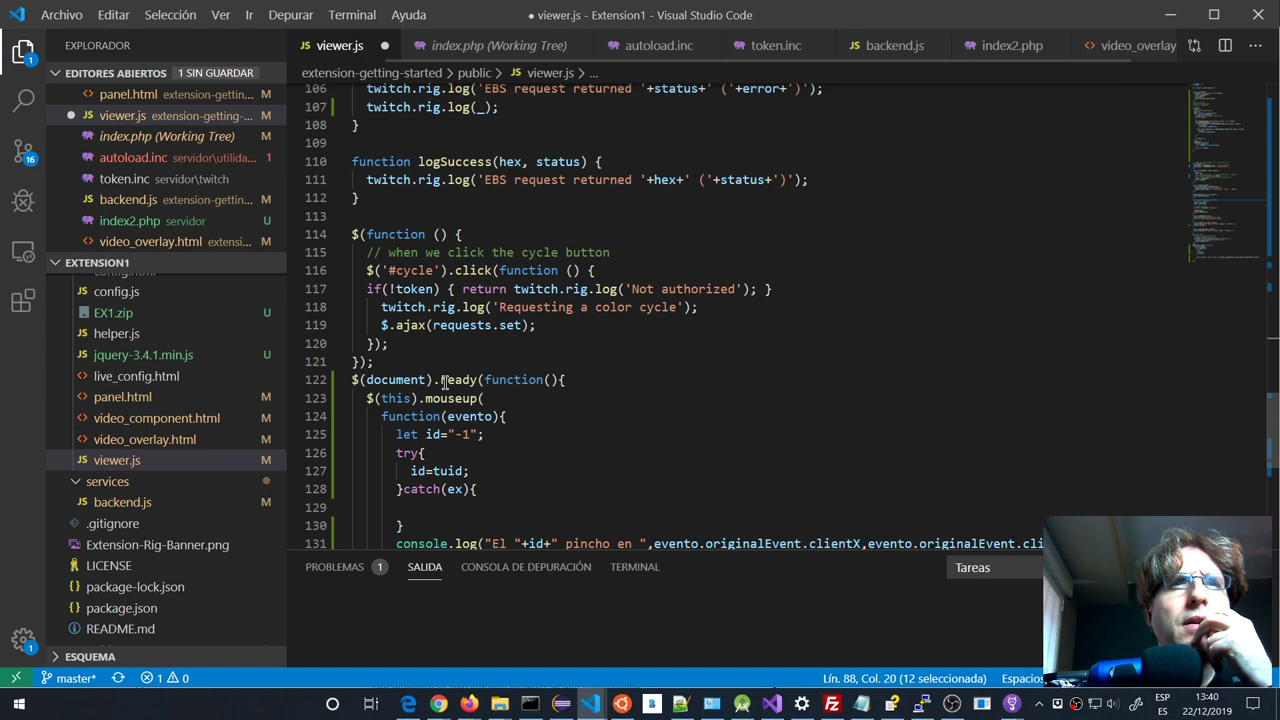 Archivo Editar Selección Ver Ir Depurar Terminal Ayuda
● viewer.js - Extension1 - Visual Studio Code
EXPLORADOR
EDITORES ABIERTOS 1 SIN GUARDAR
panel.html extension-gettin... M
viewer.js extension-getting-... M
index.php (Working Tree) M
autoload.inc servidor\utilida... M
token.inc servidor\twitch
backend.js extension-gettin... M
index2.php servidor U
video_overlay.html extensi... M
EXTENSION1
config.html
config.js M
EX1.zip U
helper.js
jquery-3.4.1.min.js U
live_config.html
panel.html M
video_component.html M
video_overlay.html M
viewer.js M
services
backend.js M
.gitignore
Extension-Rig-Banner.png
LICENSE
package-lock.json
package.json
README.md
ESQUEMA
1
16
1
viewer.js index.php (Working Tree) autoload.inc token.inc backend.js index2.php video_overlay
extension-getting-started > public > JS viewer.js > ...
106 twitch.rig.log('EBS request returned '+status+' ('+error+')');
107 twitch.rig.log(_);
108 }
109
110 function logSuccess(hex, status) {
111 twitch.rig.log('EBS request returned '+hex+' ('+status+')');
112 }
113
114 $(function () {
115 // when we click the cycle button
116 $('#cycle').click(function () {
117 if(!token) { return twitch.rig.log('Not authorized'); }
118 twitch.rig.log('Requesting a color cycle');
119 $.ajax(requests.set);
120 });
121 });
122 $(document).ready(function(){
123 $(this).mouseup(
124 function(evento){
125 let id="-1";
126 try{
127 id=tuid;
128 }catch(ex){
129
130 }
131 console.log("El "+id+" pincho en ",evento.originalEvent.clientX,evento.originalEvent.cli
PROBLEMAS 1 SALIDA CONSOLA DE DEPURACIÓN TERMINAL
Tareas
master* 1 0
Lín. 88, Col. 20 (12 seleccionada)
Espacios
ESP
ES
13:40
22/12/2019